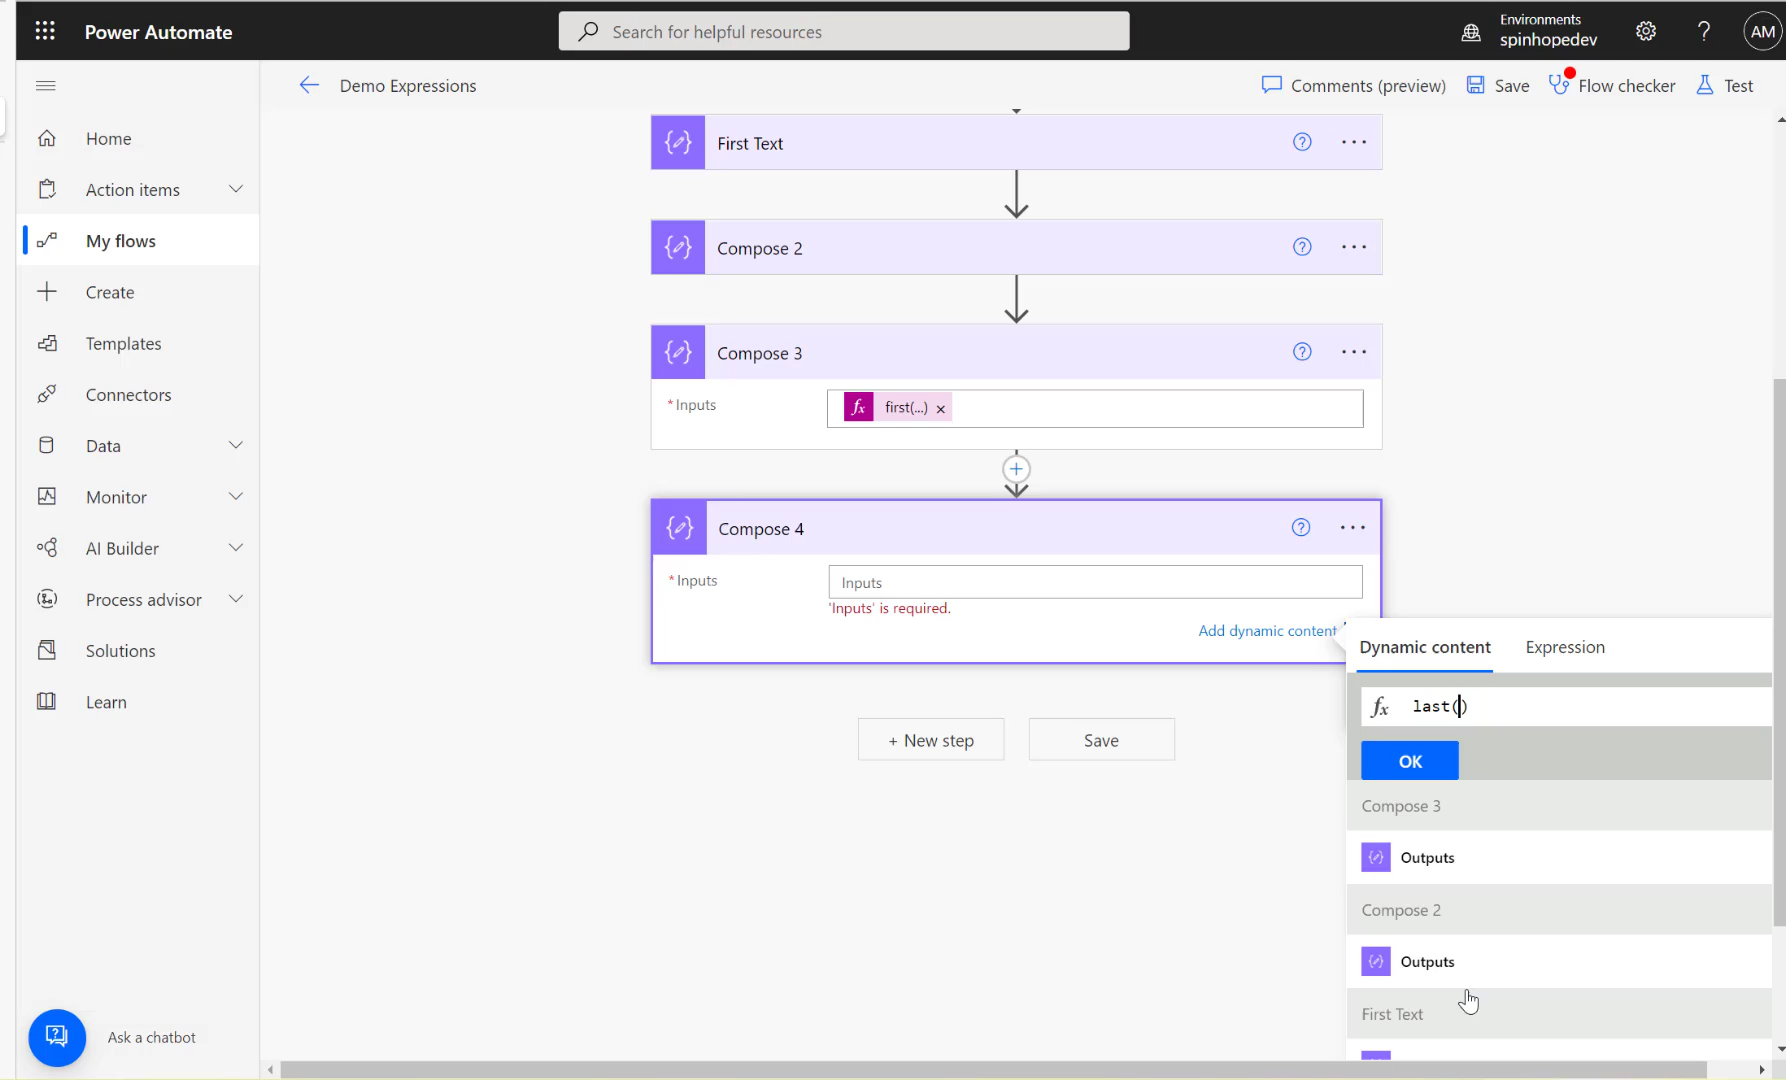 Power Automate
Search for helpful resources
Environments
spinhopedev
?
AM
Demo Expressions
Comments (preview)
Save
Flow checker
Test
Home
Action items
My flows
Create
Templates
Connectors
Data
Monitor
AI Builder
Process advisor
Solutions
Learn
Ask a chatbot
First Text
Compose 2
Compose 3
* Inputs
fx first(...) ×
Compose 4
* Inputs
Inputs
'Inputs' is required.
Add dynamic content
+ New step
Save
Dynamic content
Expression
fx last()
OK
Compose 3
Outputs
Compose 2
Outputs
First Text